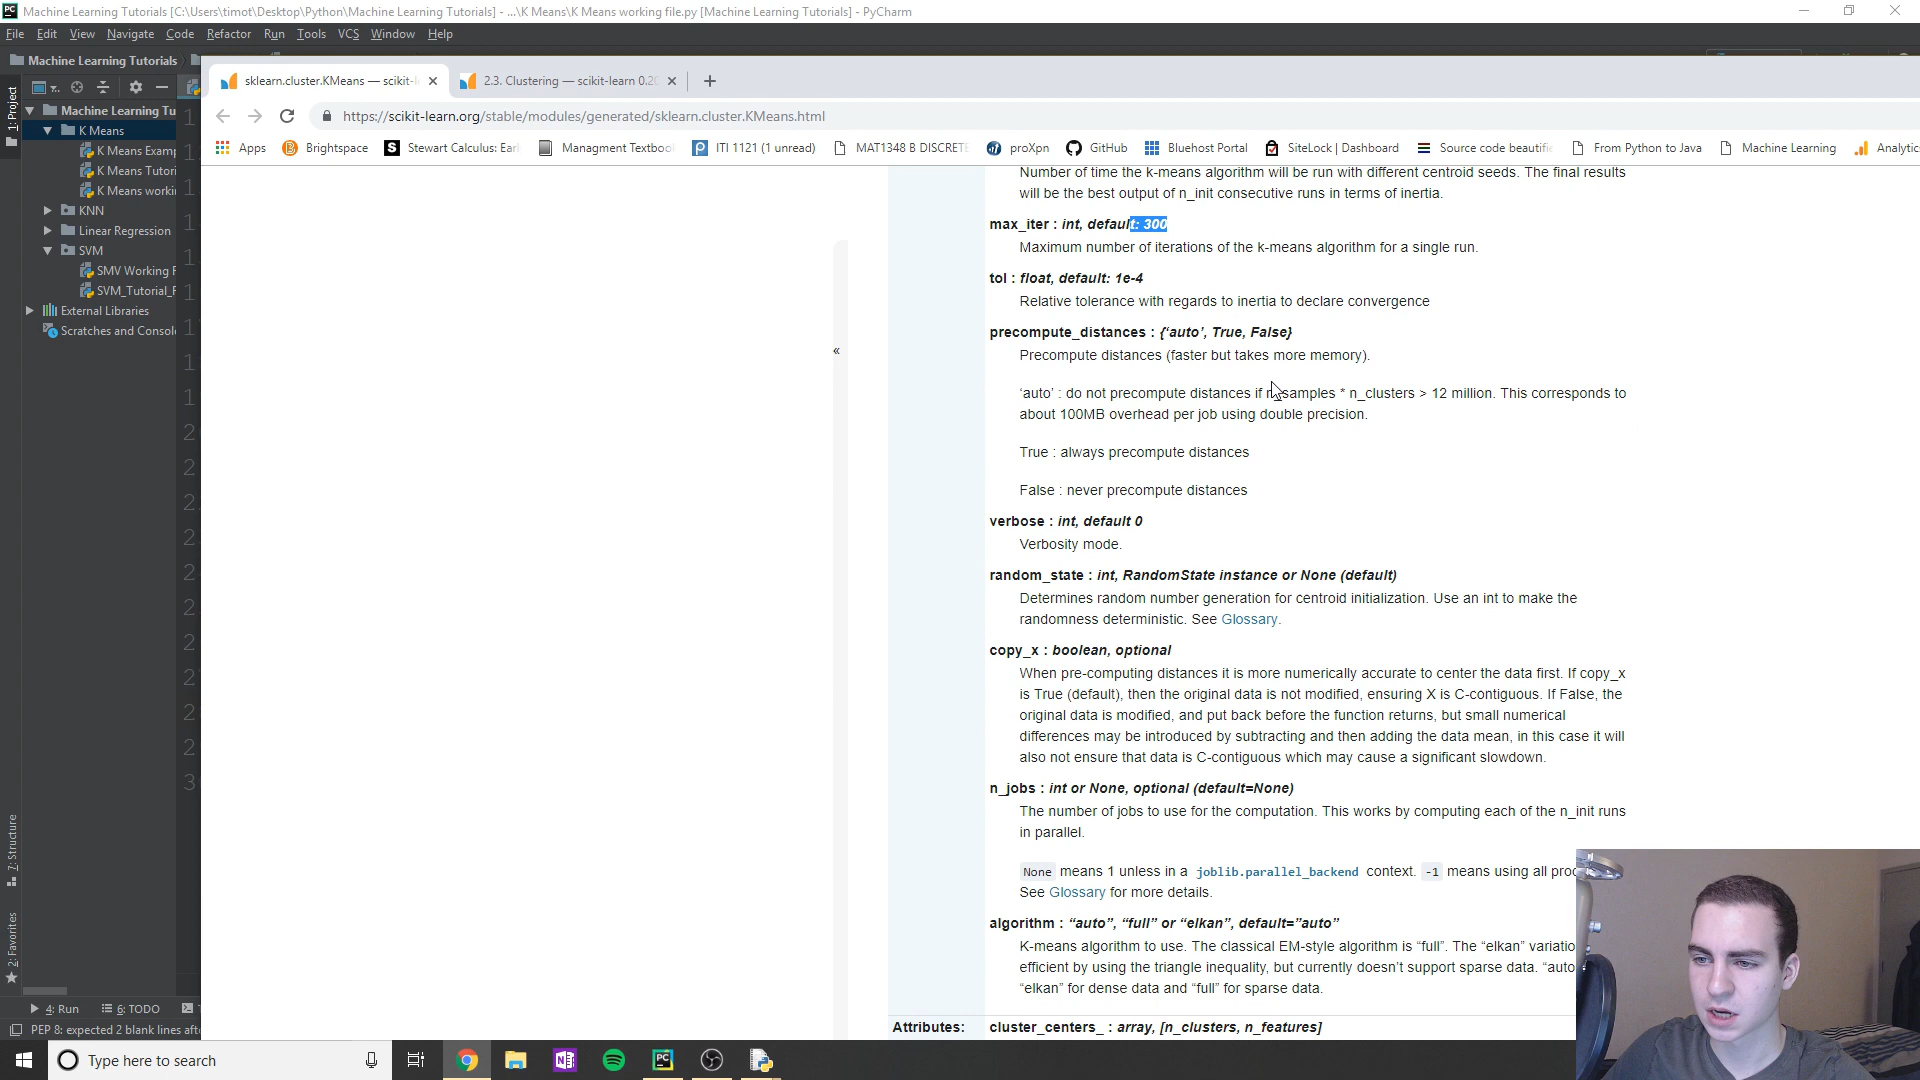 Machine Learning Tutorials [C:\Users\timot\Desktop\Python\Machine Learning Tutorials] - ...\K Means\K Means working file.py [Machine Learning Tutorials] - PyCharm
File Edit View Navigate Code Refactor Run Tools VCS Window Help
Machine Learning Tutorials
sklearn.cluster.KMeans — scikit-
2.3. Clustering — scikit-learn 0.20
https://scikit-learn.org/stable/modules/generated/sklearn.cluster.KMeans.html
Apps Brightspace Stewart Calculus: Earl Managment Textboo ITI 1121 (1 unread) MAT1348 B DISCRETE proXpn GitHub Bluehost Portal SiteLock | Dashboard Source code beautifi From Python to Java Machine Learning Analytics
1: Project
Machine Learning Tu
K Means
K Means Examp
K Means Tutori
K Means worki
KNN
Linear Regression
SVM
SMV Working F
SVM_Tutorial_F
External Libraries
Scratches and Consol
Number of time the k-means algorithm will be run with different centroid seeds. The final results
will be the best output of n_init consecutive runs in terms of inertia.
max_iter : int, default: 300
Maximum number of iterations of the k-means algorithm for a single run.
tol : float, default: 1e-4
Relative tolerance with regards to inertia to declare convergence
precompute_distances : {‘auto’, True, False}
Precompute distances (faster but takes more memory).
‘auto’ : do not precompute distances if n_samples * n_clusters > 12 million. This corresponds to
about 100MB overhead per job using double precision.
True : always precompute distances
False : never precompute distances
verbose : int, default 0
Verbosity mode.
random_state : int, RandomState instance or None (default)
Determines random number generation for centroid initialization. Use an int to make the
randomness deterministic. See Glossary.
copy_x : boolean, optional
When pre-computing distances it is more numerically accurate to center the data first. If copy_x
is True (default), then the original data is not modified, ensuring X is C-contiguous. If False, the
original data is modified, and put back before the function returns, but small numerical
differences may be introduced by subtracting and then adding the data mean, in this case it will
also not ensure that data is C-contiguous which may cause a significant slowdown.
n_jobs : int or None, optional (default=None)
The number of jobs to use for the computation. This works by computing each of the n_init runs
in parallel.
None means 1 unless in a joblib.parallel_backend context. -1 means using all proc
See Glossary for more details.
algorithm : “auto”, “full” or “elkan”, default=”auto”
K-means algorithm to use. The classical EM-style algorithm is “full”. The “elkan” variatio
efficient by using the triangle inequality, but currently doesn’t support sparse data. “auto
“elkan” for dense data and “full” for sparse data.
Attributes: cluster_centers_ : array, [n_clusters, n_features]
7: Structure
2: Favorites
4: Run 6: TODO
PEP 8: expected 2 blank lines afte
Type here to search